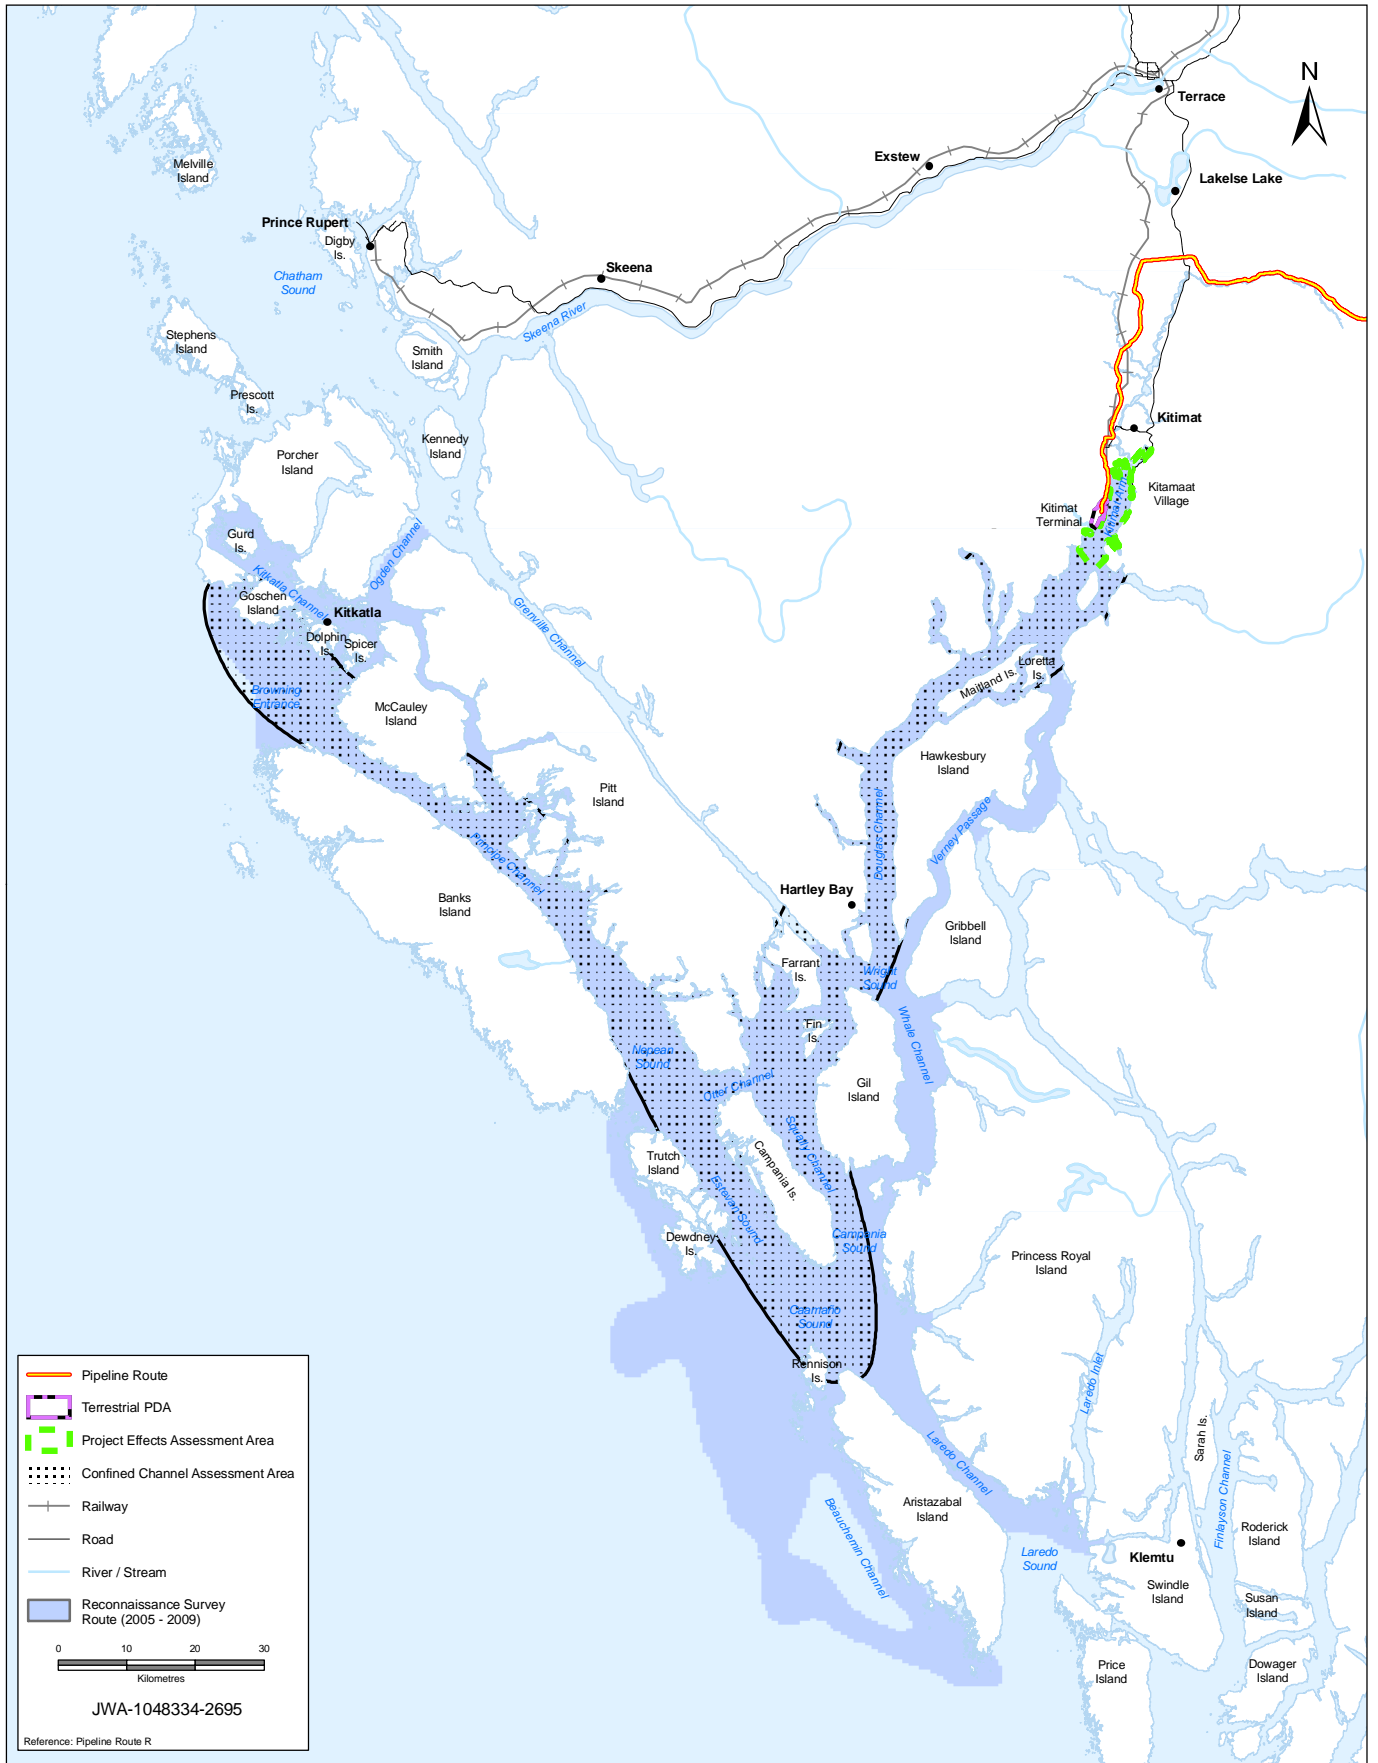 N
Terrace
Exstew
Lakelse Lake
Melville
Island
Prince Rupert
Digby
Is.
Chatham
Sound
Skeena
Skeena River
Stephens
Island
Smith
Island
Prescott
Is.
Kennedy
Island
Porcher
Island
Kitimat
Kitamaat
Village
Kitimat
Terminal
Kitimat Arm
Gurd
Is.
Ogden Channel
Kitkatla Channel
Goschen
Island
Kitkatla
Dolphin
Is.
Spicer
Is.
Grenville Channel
Browning
Entrance
McCauley
Island
Loretta
Is.
Maitland Is.
Hawkesbury
Island
Pitt
Island
Principe Channel
Douglas Channel
Verney Passage
Banks
Island
Hartley Bay
Gribbell
Island
Farrant
Is.
Wright
Sound
Fin
Is.
Whale Channel
Nepean
Sound
Otter Channel
Gil
Island
Squally Channel
Trutch
Island
Campania Is.
Estevan Sound
Dewdney
Is.
Campania
Sound
Princess Royal
Island
Caamaño
Sound
Rennison
Is.
Laredo Inlet
Sarah Is.
Laredo Channel
Finlayson Channel
Aristazabal
Island
Beauchemin Channel
Laredo
Sound
Klemtu
Swindle
Island
Roderick
Island
Susan
Island
Price
Island
Dowager
Island
Pipeline Route
Terrestrial PDA
Project Effects Assessment Area
Confined Channel Assessment Area
Railway
Road
River / Stream
Reconnaissance Survey
Route (2005 - 2009)
0 10 20 30
Kilometres
JWA-1048334-2695
Reference: Pipeline Route R